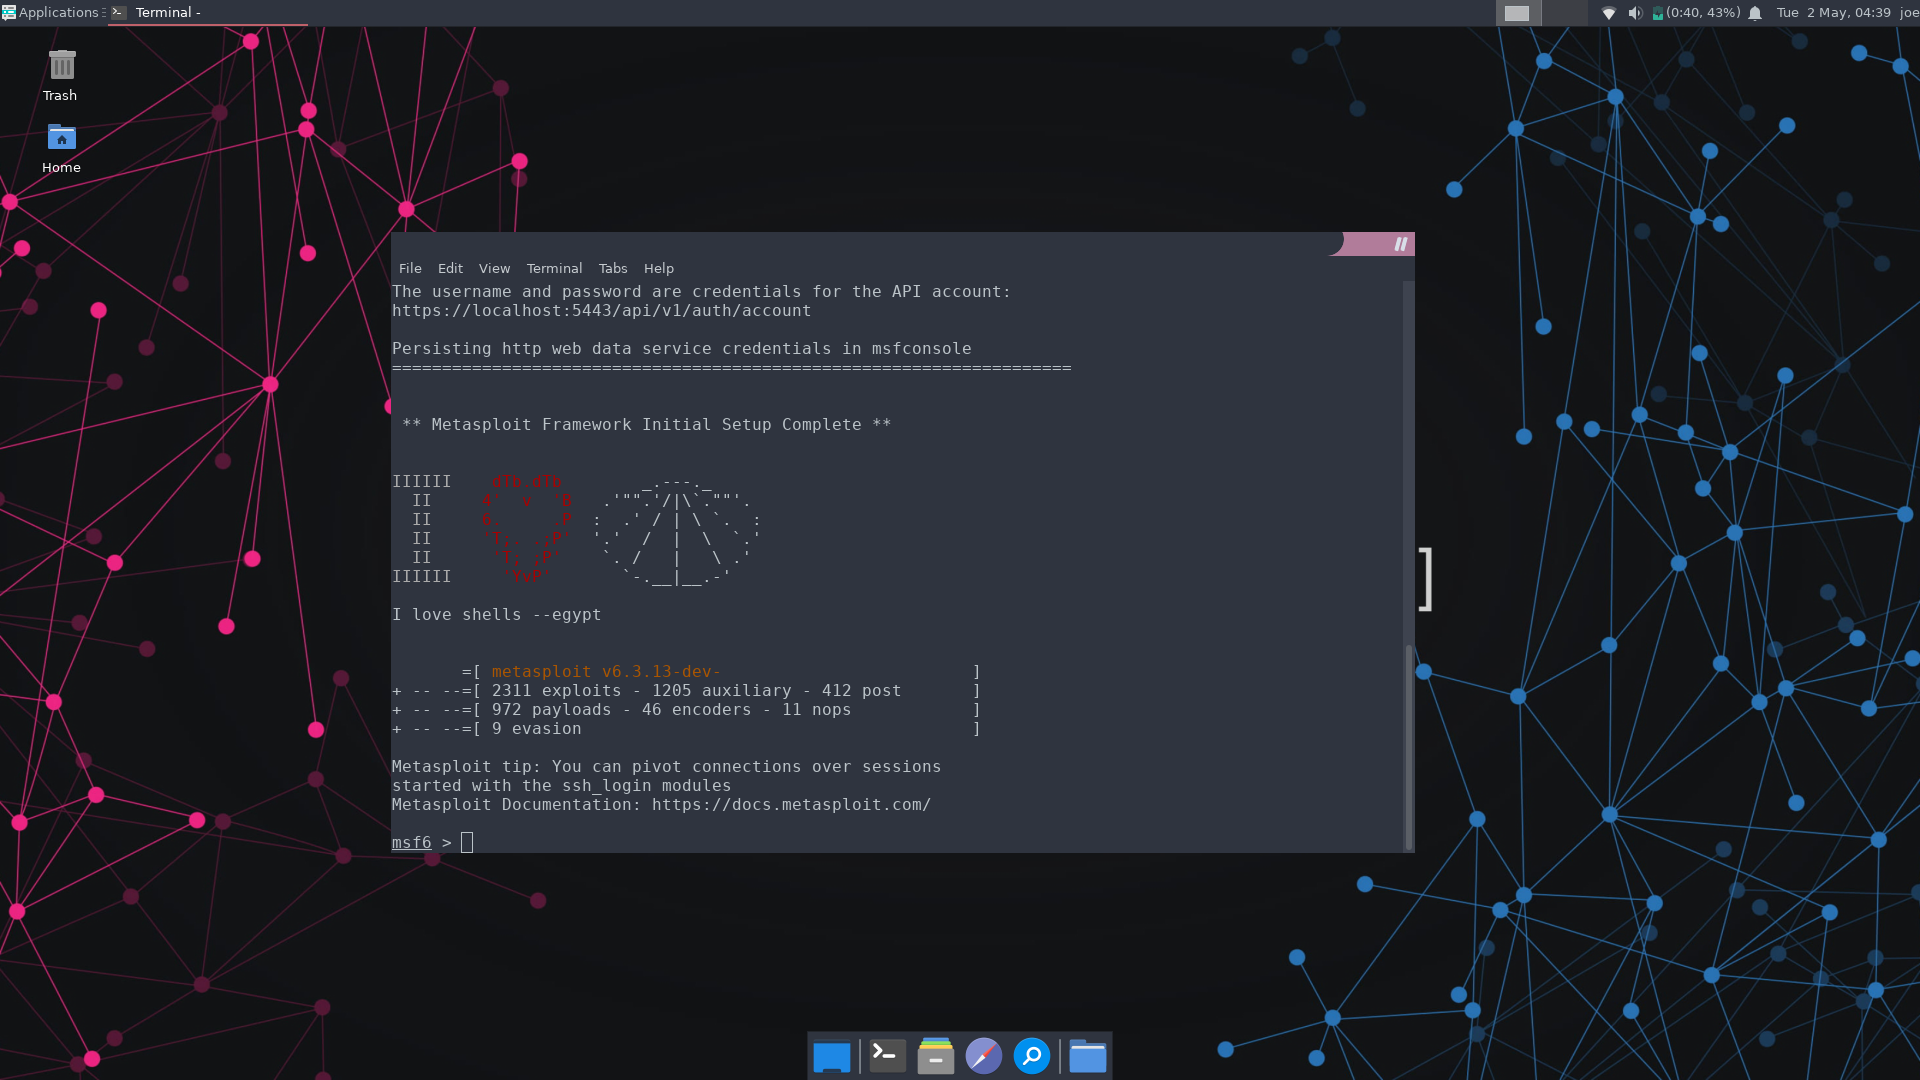 Applications
Terminal -
(0:40, 43%)
Tue 2 May, 04:39 joe
Trash
Home
File Edit View Terminal Tabs Help
The username and password are credentials for the API account:
https://localhost:5443/api/v1/auth/account
Persisting http web data service credentials in msfconsole
====================================================================
** Metasploit Framework Initial Setup Complete **
IIIIII    dTb.dTb        _.---._
  II     4'  v  'B   .'"".'/|\`.""'.
  II     6.     .P  :  .' / | \ `.  :
  II     'T;. .;P'  '.'  /  |  \  `.'
  II      'T; ;P'    `. /   |   \ .'
IIIIII     'YvP'       `-.__|__.-'
I love shells --egypt
       =[ metasploit v6.3.13-dev-                         ]
+ -- --=[ 2311 exploits - 1205 auxiliary - 412 post       ]
+ -- --=[ 972 payloads - 46 encoders - 11 nops            ]
+ -- --=[ 9 evasion                                       ]
Metasploit tip: You can pivot connections over sessions
started with the ssh_login modules
Metasploit Documentation: https://docs.metasploit.com/
msf6 >
]